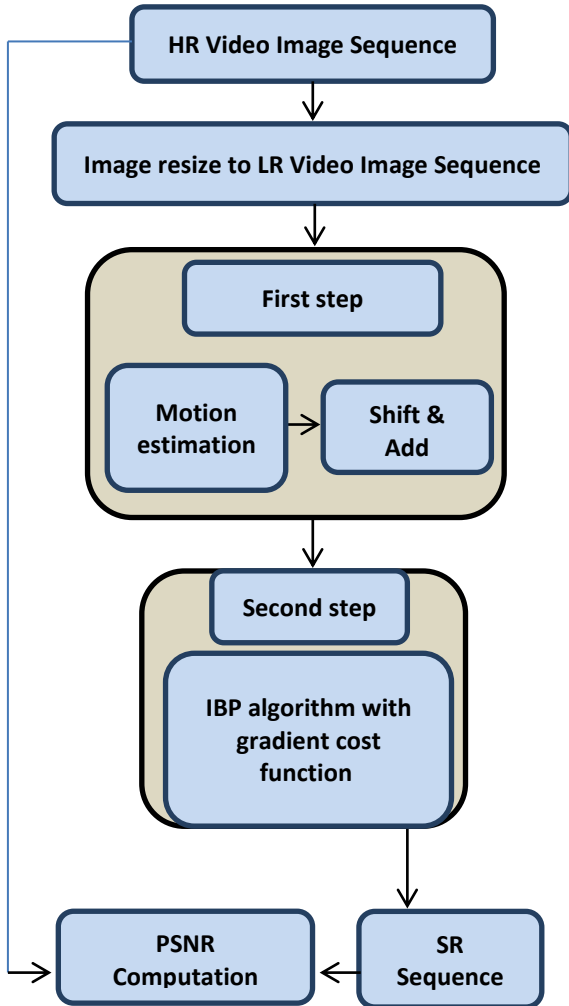 HR Video Image Sequence
Image resize to LR Video Image Sequence
First step
Motion
estimation
Shift &
Add
Second step
IBP algorithm with
gradient cost
function
PSNR
Computation
SR
Sequence